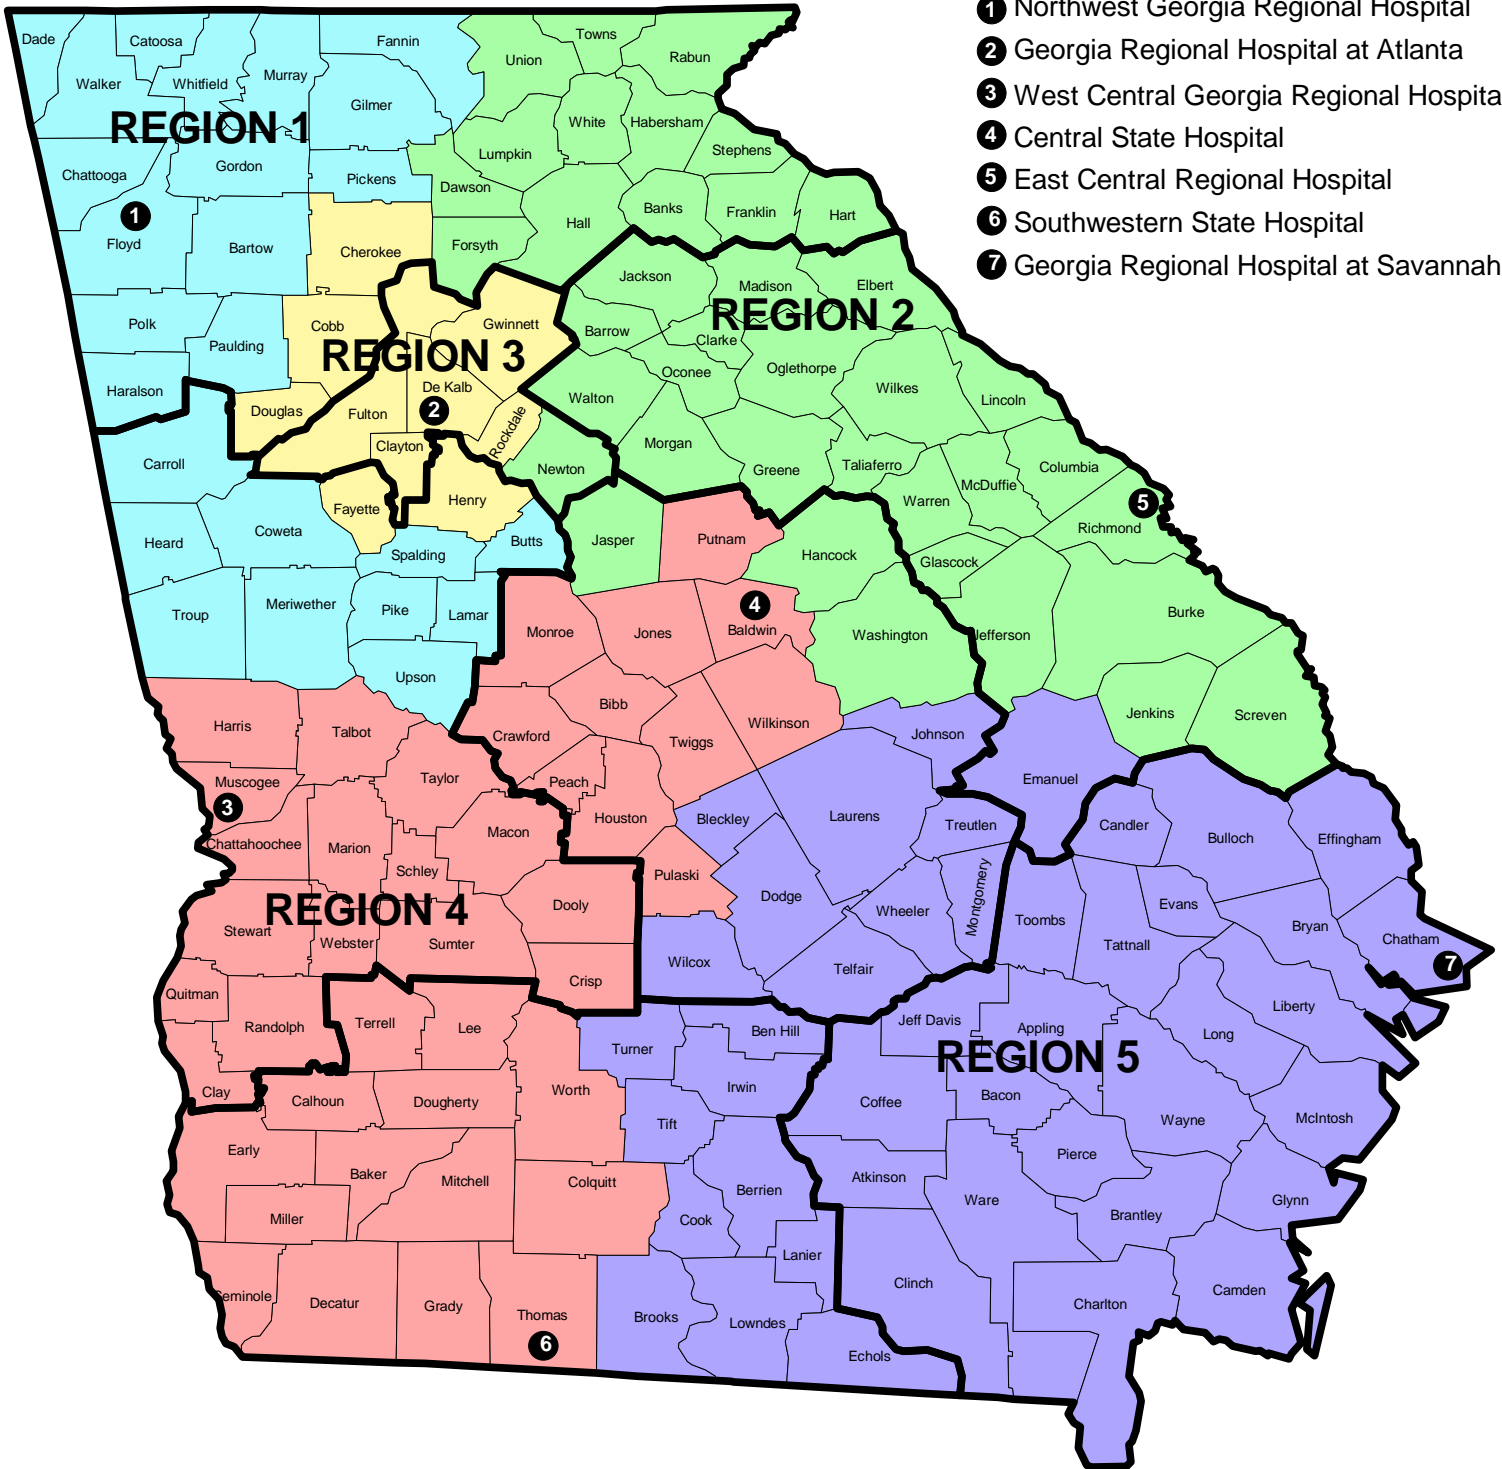 1 Northwest Georgia Regional Hospital
2 Georgia Regional Hospital at Atlanta
3 West Central Georgia Regional Hospita
4 Central State Hospital
5 East Central Regional Hospital
6 Southwestern State Hospital
7 Georgia Regional Hospital at Savannah
Dade
Catoosa
Fannin
Towns
Union
Rabun
Walker
Whitfield
Murray
Gilmer
REGION 1
White
Habersham
Lumpkin
Stephens
Chattooga
Gordon
Pickens
Dawson
1
Floyd
Bartow
Cherokee
Forsyth
Hall
Banks
Franklin
Hart
Jackson
Madison
Elbert
REGION 2
Polk
Paulding
Cobb
REGION 3
Gwinnett
Barrow
Clarke
Oconee
Oglethorpe
Wilkes
Lincoln
Haralson
Douglas
Fulton
De Kalb
2
Clayton
Rockdale
Walton
Morgan
Greene
Taliaferro
Columbia
McDuffie
Warren
5
Richmond
Carroll
Newton
Henry
Fayette
Heard
Coweta
Spalding
Butts
Jasper
Putnam
Hancock
Glascock
Troup
Meriwether
Pike
Lamar
Monroe
Jones
4
Baldwin
Washington
Jefferson
Burke
Upson
Bibb
Jenkins
Screven
Harris
Talbot
Crawford
Twiggs
Wilkinson
Johnson
Muscogee
3
Taylor
Peach
Houston
Bleckley
Laurens
Treutlen
Emanuel
Candler
Bulloch
Effingham
Chattahoochee
Marion
Macon
Schley
Pulaski
Dodge
Wheeler
Montgomery
Toombs
Evans
Tattnall
Bryan
Chatham
7
REGION 4
Stewart
Webster
Sumter
Dooly
Crisp
Wilcox
Telfair
Quitman
Randolph
Terrell
Lee
Turner
Ben Hill
Jeff Davis
Appling
Long
Liberty
REGION 5
Clay
Calhoun
Dougherty
Worth
Irwin
Tift
Coffee
Bacon
Wayne
McIntosh
Early
Baker
Mitchell
Colquitt
Berrien
Atkinson
Pierce
Miller
Cook
Ware
Brantley
Glynn
Lanier
Seminole
Decatur
Grady
Thomas
6
Brooks
Lowndes
Clinch
Charlton
Camden
Echols